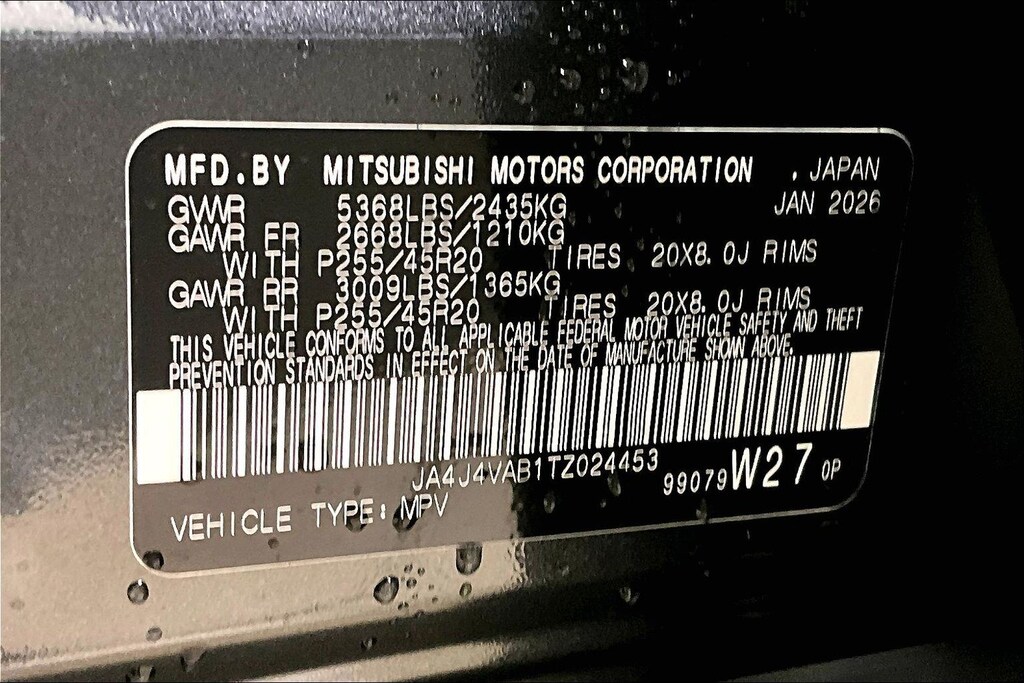 MFD.BY MITSUBISHI MOTORS CORPORATION . JAPAN
JAN 2026
GVWR 5368LBS/2435KG
GAWR FR 2668LBS/1210KG
WITH P255/45R20 TIRES 20X8.0J RIMS
GAWR RR 3009LBS/1365KG
WITH P255/45R20 TIRES 20X8.0J RIMS
THIS VEHICLE CONFORMS TO ALL APPLICABLE FEDERAL MOTOR VEHICLE SAFETY AND THEFT
PREVENTION STANDARDS IN EFFECT ON THE DATE OF MANUFACTURE SHOWN ABOVE.
JA4J4VAB1TZ024453
99079 W27 OP
VEHICLE TYPE: MPV